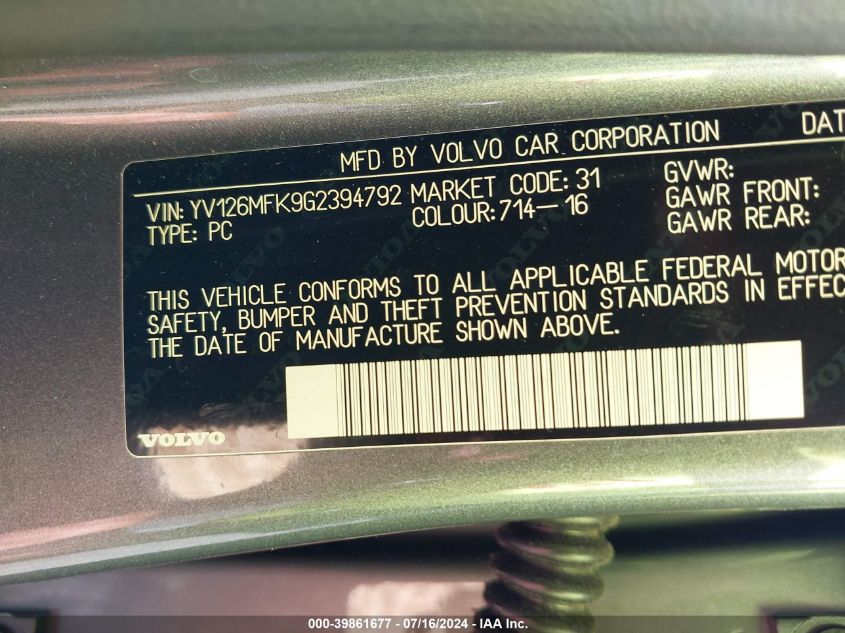 MFD BY VOLVO CAR CORPORATION DAT
VIN: YV126MFK9G2394792 MARKET CODE: 31 GVWR:
TYPE: PC COLOUR: 714-16 GAWR FRONT:
GAWR REAR:
THIS VEHICLE CONFORMS TO ALL APPLICABLE FEDERAL MOTOR
SAFETY, BUMPER AND THEFT PREVENTION STANDARDS IN EFFEC
THE DATE OF MANUFACTURE SHOWN ABOVE.
VOLVO
000-39861677 / 07/16/2024 - IAA Inc.